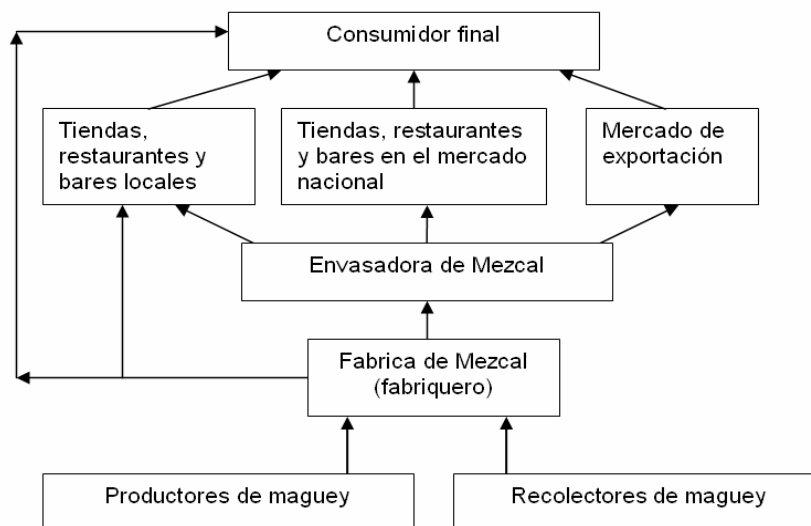 Consumidor final
Tiendas,
restaurantes y
bares locales
Tiendas, restaurantes
y bares en el mercado
nacional
Mercado de
exportación
Envasadora de Mezcal
Fabrica de Mezcal
(fabriquero)
Productores de maguey
Recolectores de maguey